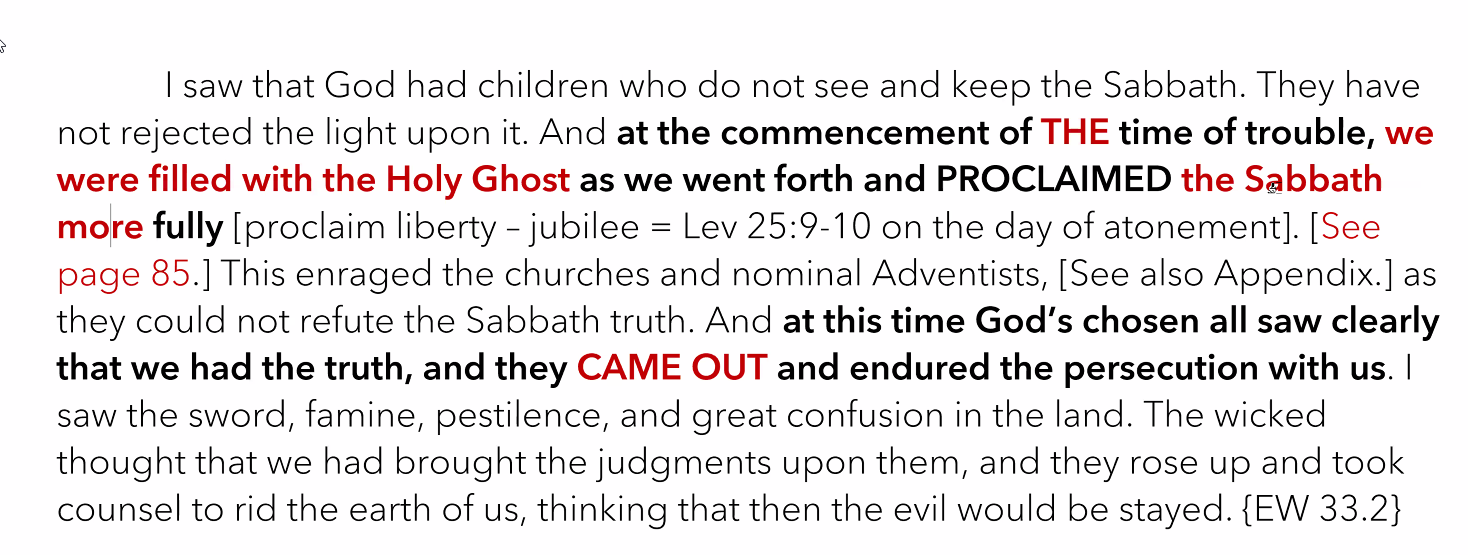 I saw that God had children who do not see and keep the Sabbath. They have
not rejected the light upon it. And at the commencement of THE time of trouble, we
were filled with the Holy Ghost as we went forth and PROCLAIMED the Sabbath
more fully [proclaim liberty – jubilee = Lev 25:9-10 on the day of atonement]. [See
page 85.] This enraged the churches and nominal Adventists, [See also Appendix.] as
they could not refute the Sabbath truth. And at this time God’s chosen all saw clearly
that we had the truth, and they CAME OUT and endured the persecution with us. I
saw the sword, famine, pestilence, and great confusion in the land. The wicked
thought that we had brought the judgments upon them, and they rose up and took
counsel to rid the earth of us, thinking that then the evil would be stayed. {EW 33.2}